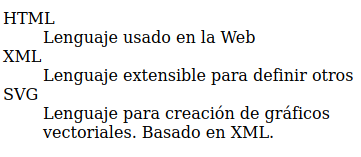 HTML
Lenguaje usado en la Web
XML
Lenguaje extensible para definir otros
SVG
Lenguaje para creación de gráficos
vectoriales. Basado en XML.